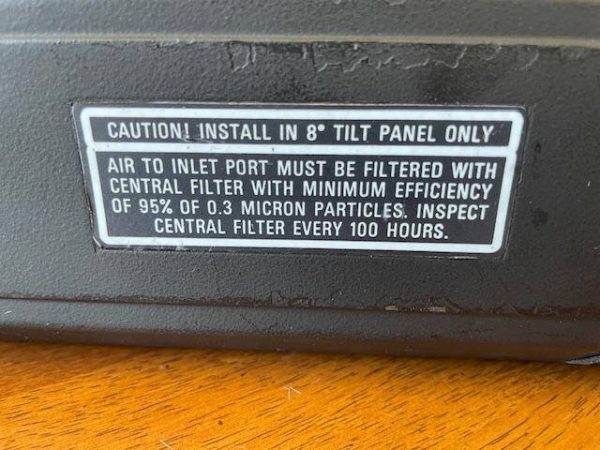 CAUTION! INSTALL IN 8° TILT PANEL ONLY
AIR TO INLET PORT MUST BE FILTERED WITH
CENTRAL FILTER WITH MINIMUM EFFICIENCY
OF 95% OF 0.3 MICRON PARTICLES. INSPECT
CENTRAL FILTER EVERY 100 HOURS.